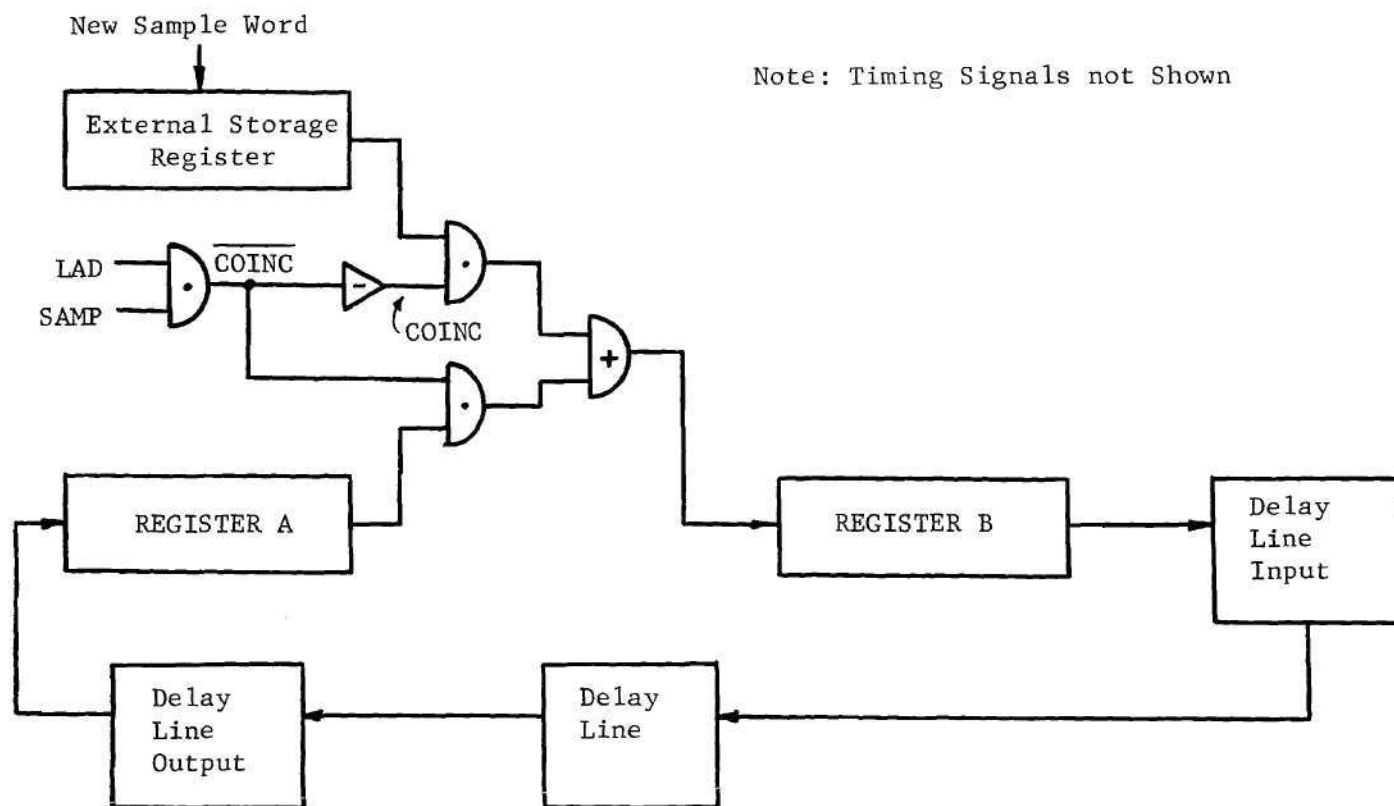 New Sample Word
Note: Timing Signals not Shown
External Storage
Register
LAD
SAMP
COINC
-
COINC
.
.
.
+
REGISTER A
REGISTER B
Delay
Line
Input
Delay
Line
Output
Delay
Line